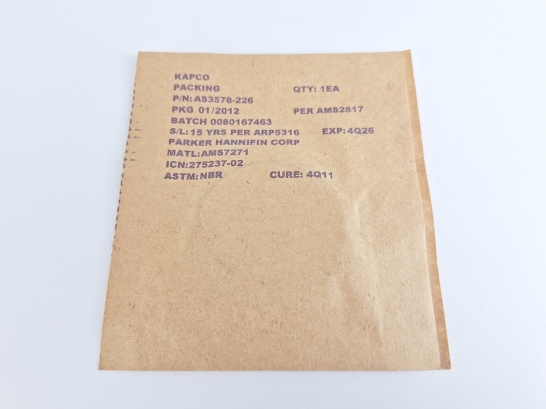 KAPCO
PACKING QTY: 1EA
P/N: AS3578-226
PKG 01/2012 PER AMS2817
BATCH 0080167463
S/L: 15 YRS PER ARP5316 EXP: 4Q26
PARKER HANNIFIN CORP
MATL: AMS7271
ICN: 275237-02
ASTM: NBR CURE: 4Q11